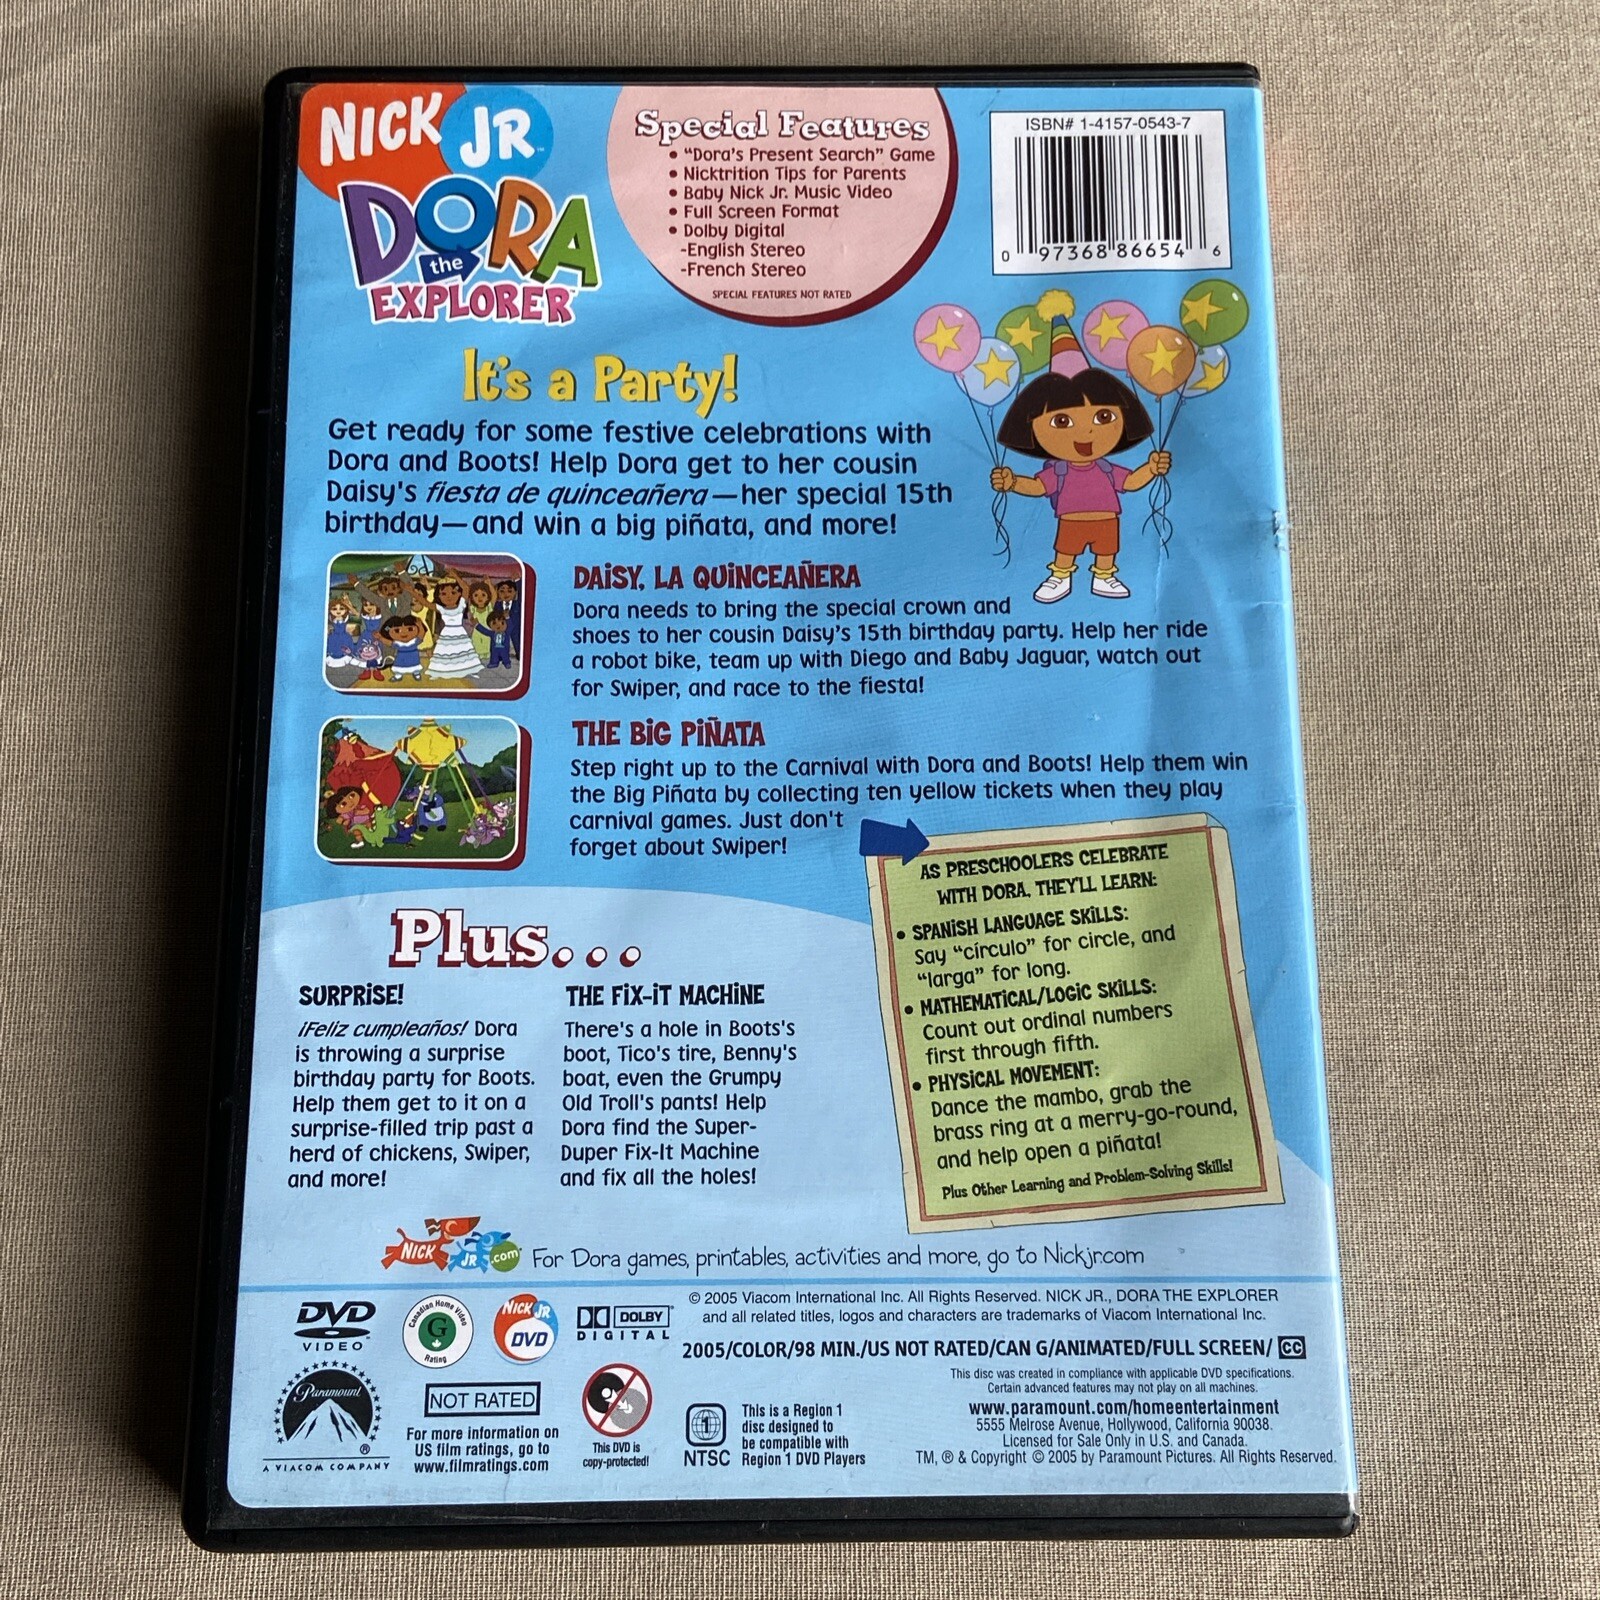 NICK JR
DORA
the
EXPLORER™
Special Features
• "Dora's Present Search" Game
• Nicktrition Tips for Parents
• Baby Nick Jr. Music Video
• Full Screen Format
• Dolby Digital
-English Stereo
-French Stereo
SPECIAL FEATURES NOT RATED
ISBN# 1-4157-0543-7
0 97368 86654 6
It's a Party!
Get ready for some festive celebrations with
Dora and Boots! Help Dora get to her cousin
Daisy's fiesta de quinceañera—her special 15th
birthday—and win a big piñata, and more!
DAISY, LA QUINCEAÑERA
Dora needs to bring the special crown and
shoes to her cousin Daisy's 15th birthday party. Help her ride
a robot bike, team up with Diego and Baby Jaguar, watch out
for Swiper, and race to the fiesta!
THE BIG PIÑATA
Step right up to the Carnival with Dora and Boots! Help them win
the Big Piñata by collecting ten yellow tickets when they play
carnival games. Just don't
forget about Swiper!
Plus...
SURPRISE!
¡Feliz cumpleaños! Dora
is throwing a surprise
birthday party for Boots.
Help them get to it on a
surprise-filled trip past a
herd of chickens, Swiper,
and more!
THE FIX-IT MACHINE
There's a hole in Boots's
boot, Tico's tire, Benny's
boat, even the Grumpy
Old Troll's pants! Help
Dora find the Super-
Duper Fix-It Machine
and fix all the holes!
AS PRESCHOOLERS CELEBRATE
WITH DORA, THEY'LL LEARN:
• SPANISH LANGUAGE SKILLS:
Say "círculo" for circle, and
"larga" for long.
• MATHEMATICAL/LOGIC SKILLS:
Count out ordinal numbers
first through fifth.
• PHYSICAL MOVEMENT:
Dance the mambo, grab the
brass ring at a merry-go-round,
and help open a piñata!
Plus Other Learning and Problem-Solving Skills!
NICK JR .com For Dora games, printables, activities and more, go to Nickjr.com
DVD
VIDEO
Canadian Home Video
G
Rating
NICK JR
DVD
DOLBY
DIGITAL
© 2005 Viacom International Inc. All Rights Reserved. NICK JR., DORA THE EXPLORER
and all related titles, logos and characters are trademarks of Viacom International Inc.
2005/COLOR/98 MIN./US NOT RATED/CAN G/ANIMATED/FULL SCREEN/ CC
Paramount
®
A VIACOM COMPANY
NOT RATED
For more information on
US film ratings, go to
www.filmratings.com
This DVD is
copy-protected!
1
NTSC
This is a Region 1
disc designed to
be compatible with
Region 1 DVD Players
This disc was created in compliance with applicable DVD specifications.
Certain advanced features may not play on all machines.
www.paramount.com/homeentertainment
5555 Melrose Avenue, Hollywood, California 90038.
Licensed for Sale Only in U.S. and Canada.
TM, ® & Copyright © 2005 by Paramount Pictures. All Rights Reserved.